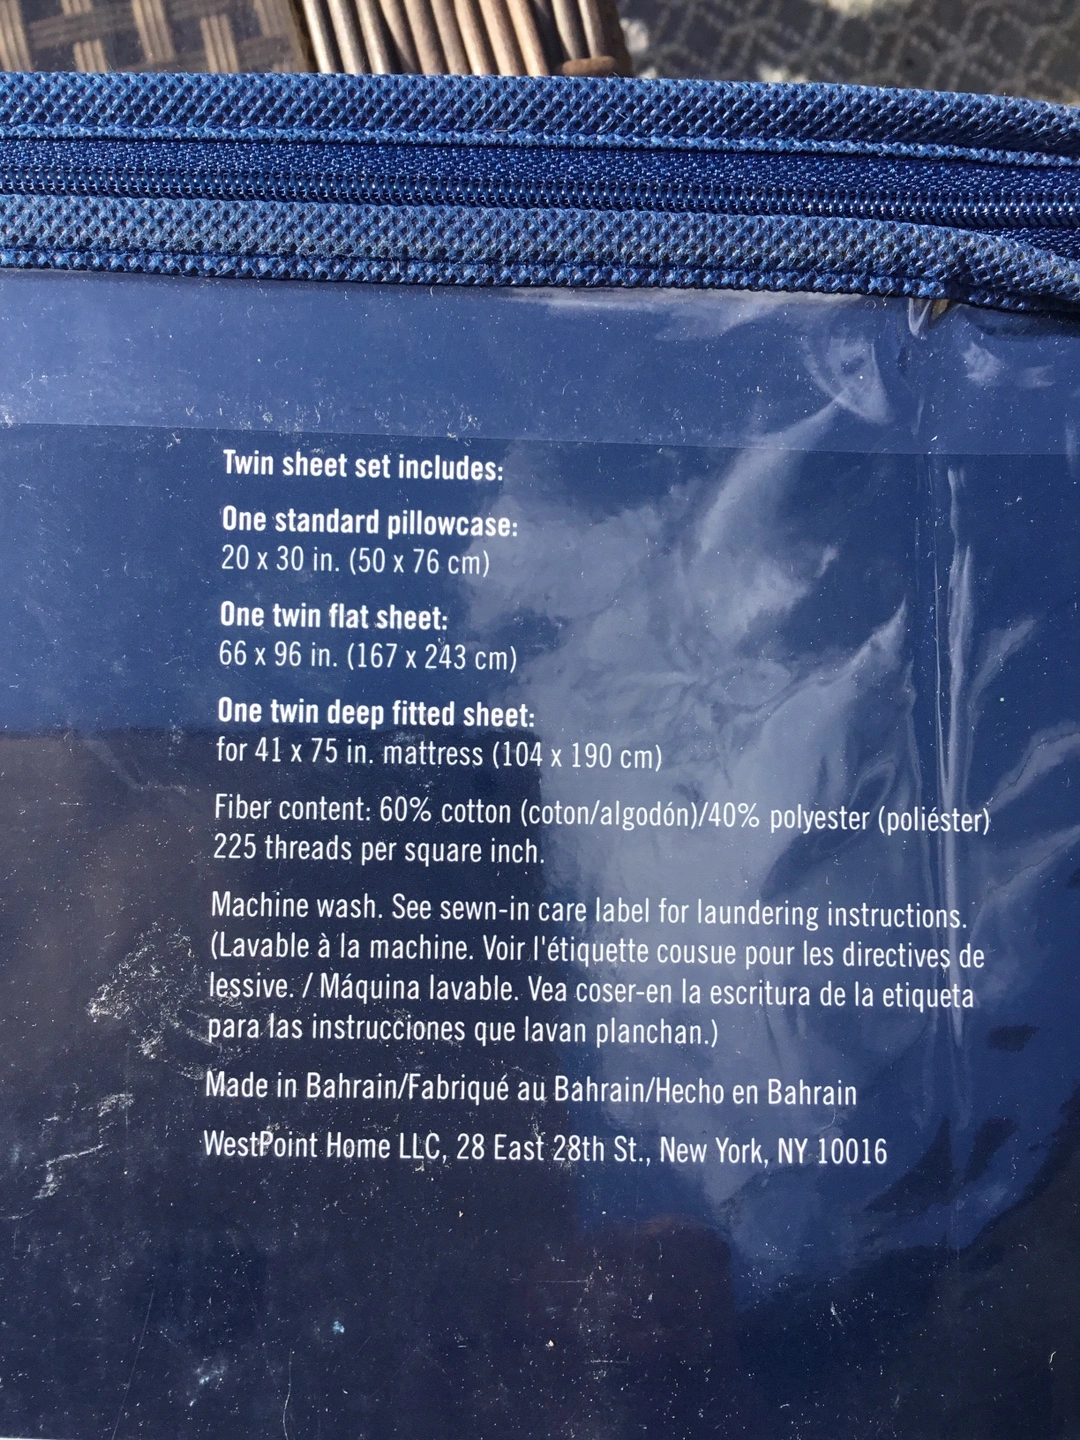 Twin sheet set includes:
One standard pillowcase:
20 x 30 in. (50 x 76 cm)
One twin flat sheet:
66 x 96 in. (167 x 243 cm)
One twin deep fitted sheet:
for 41 x 75 in. mattress (104 x 190 cm)
Fiber content: 60% cotton (coton/algodón)/40% polyester (poliéster)
225 threads per square inch.
Machine wash. See sewn-in care label for laundering instructions.
(Lavable à la machine. Voir l'étiquette cousue pour les directives de
lessive. / Máquina lavable. Vea coser-en la escritura de la etiqueta
para las instrucciones que lavan planchan.)
Made in Bahrain/Fabriqué au Bahrain/Hecho en Bahrain
WestPoint Home LLC, 28 East 28th St., New York, NY 10016